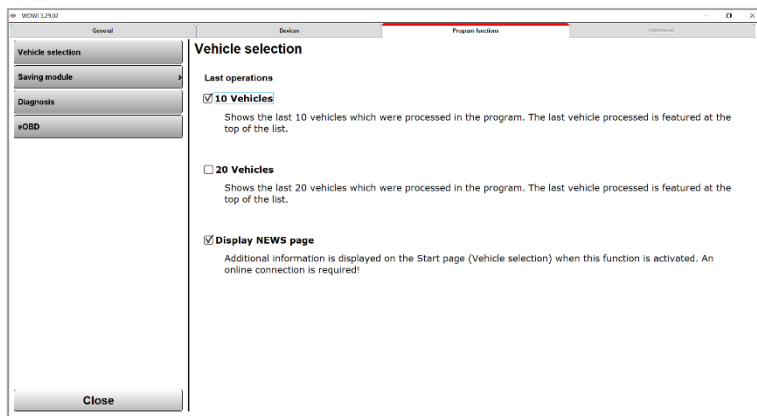 WOW! 5.29.02
General
Devices
Program functions
Interfaces
Vehicle selection
Saving module
Diagnosis
eOBD
Close
Vehicle selection
Last operations
10 Vehicles
Shows the last 10 vehicles which were processed in the program. The last vehicle processed is featured at the
top of the list.
20 Vehicles
Shows the last 20 vehicles which were processed in the program. The last vehicle processed is featured at the
top of the list.
Display NEWS page
Additional information is displayed on the Start page (Vehicle selection) when this function is activated. An
online connection is required!